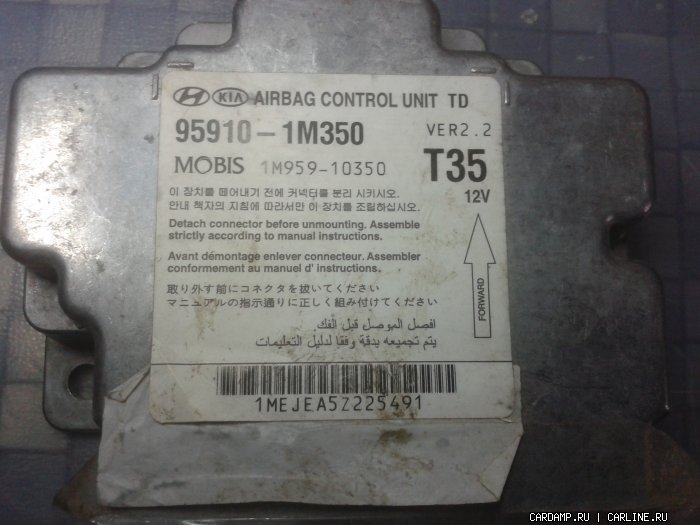 KIA AIRBAG CONTROL UNIT TD
95910-1M350 VER2.2
MOBIS 1M959-10350 T35
12V
이 장치를 떼어내기 전에 커넥터를 분리 시키시오.
안내 책자의 지침에 따라서만 이 장치를 조립하십시오.
Detach connector before unmounting. Assemble
strictly according to manual instructions.
Avant démontage enlever connecteur. Assembler
conformement au manuel d' instructions.
FORWARD
取り外す前にコネクタを抜いてください
マニュアルの指示通りに正しく組み付けてください
افصل الموصل قبل الفك
يتم تجميعه بدقة وفقا لدليل التعليمات
1MEJEA5Z225491
CARDAMP.RU | CARLINE.RU